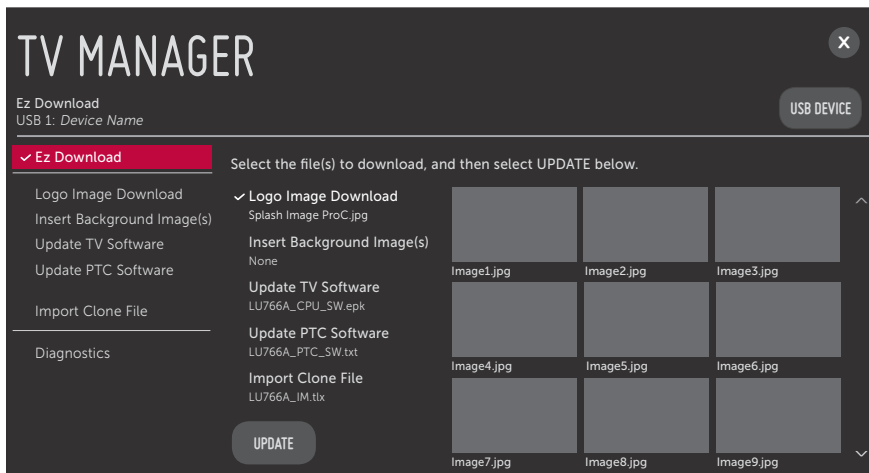 TV MANAGER
X
Ez Download
USB 1: Device Name
USB DEVICE
Ez Download
Logo Image Download
Insert Background Image(s)
Update TV Software
Update PTC Software
Import Clone File
Diagnostics
Select the file(s) to download, and then select UPDATE below.
Logo Image Download
Splash Image ProC.jpg
Insert Background Image(s)
None
Update TV Software
LU766A_CPU_SW.epk
Update PTC Software
LU766A_PTC_SW.txt
Import Clone File
LU766A_IM.tlx
UPDATE
Image1.jpg
Image2.jpg
Image3.jpg
Image4.jpg
Image5.jpg
Image6.jpg
Image7.jpg
Image8.jpg
Image9.jpg